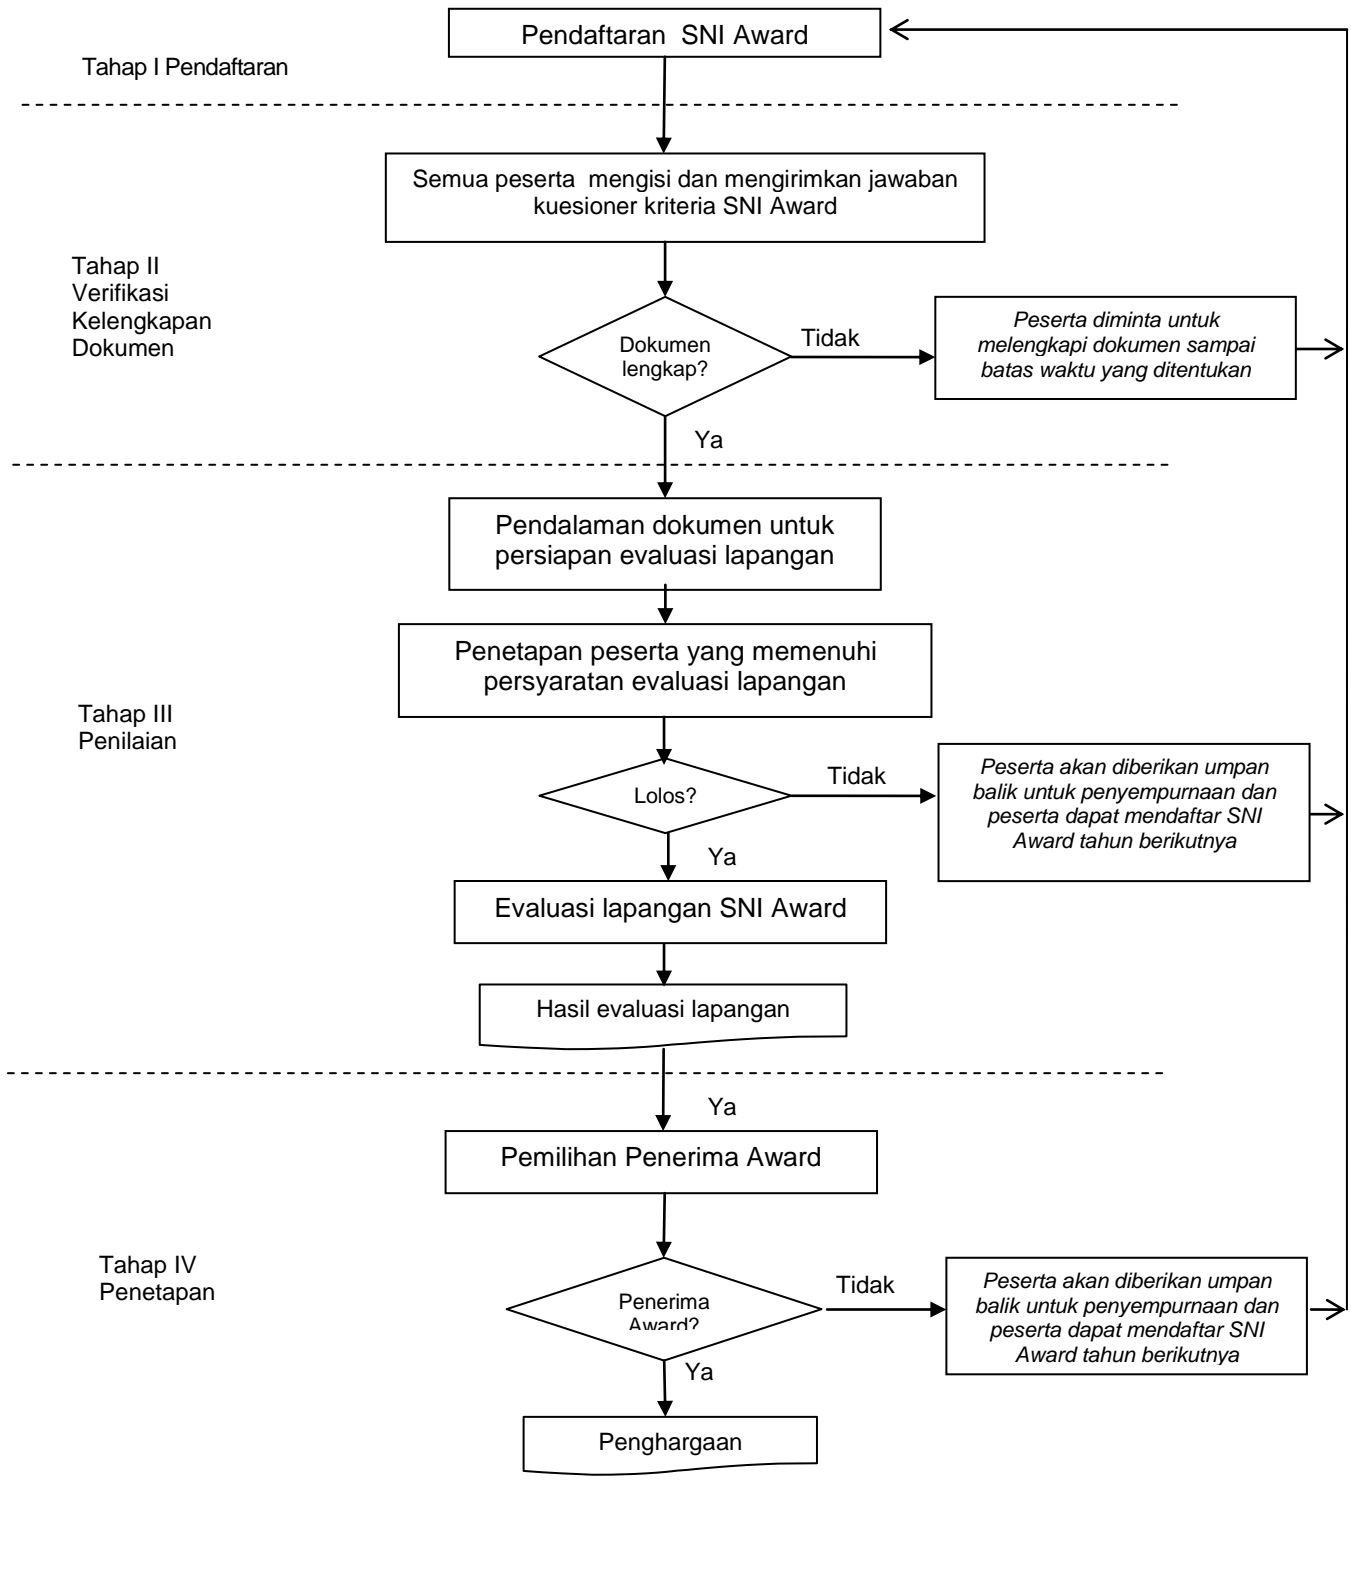 Pendaftaran  SNI Award
Tahap I Pendaftaran
Semua peserta  mengisi dan mengirimkan jawaban
kuesioner kriteria SNI Award
Tahap II
Verifikasi
Kelengkapan
Dokumen
Dokumen
lengkap?
Tidak
Peserta diminta untuk
melengkapi dokumen sampai
batas waktu yang ditentukan
Ya
Pendalaman dokumen untuk
persiapan evaluasi lapangan
Penetapan peserta yang memenuhi
persyaratan evaluasi lapangan
Tahap III
Penilaian
Lolos?
Tidak
Peserta akan diberikan umpan
balik untuk penyempurnaan dan
peserta dapat mendaftar SNI
Award tahun berikutnya
Ya
Evaluasi lapangan SNI Award
Hasil evaluasi lapangan
Ya
Pemilihan Penerima Award
Tahap IV
Penetapan
Penerima
Award?
Tidak
Peserta akan diberikan umpan
balik untuk penyempurnaan dan
peserta dapat mendaftar SNI
Award tahun berikutnya
Ya
Penghargaan